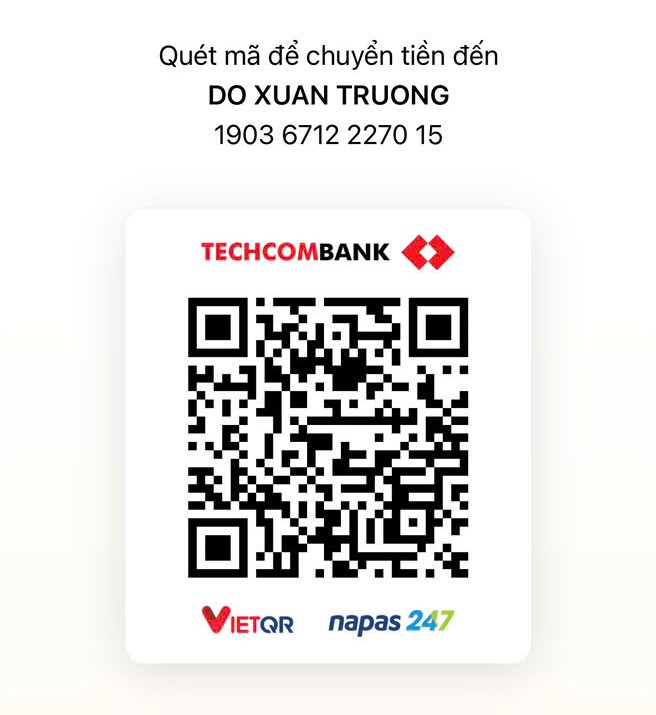 Quét mã để chuyển tiền đến
DO XUAN TRUONG
1903 6712 2270 15
TECHCOMBANK
VIETQR
napas 247